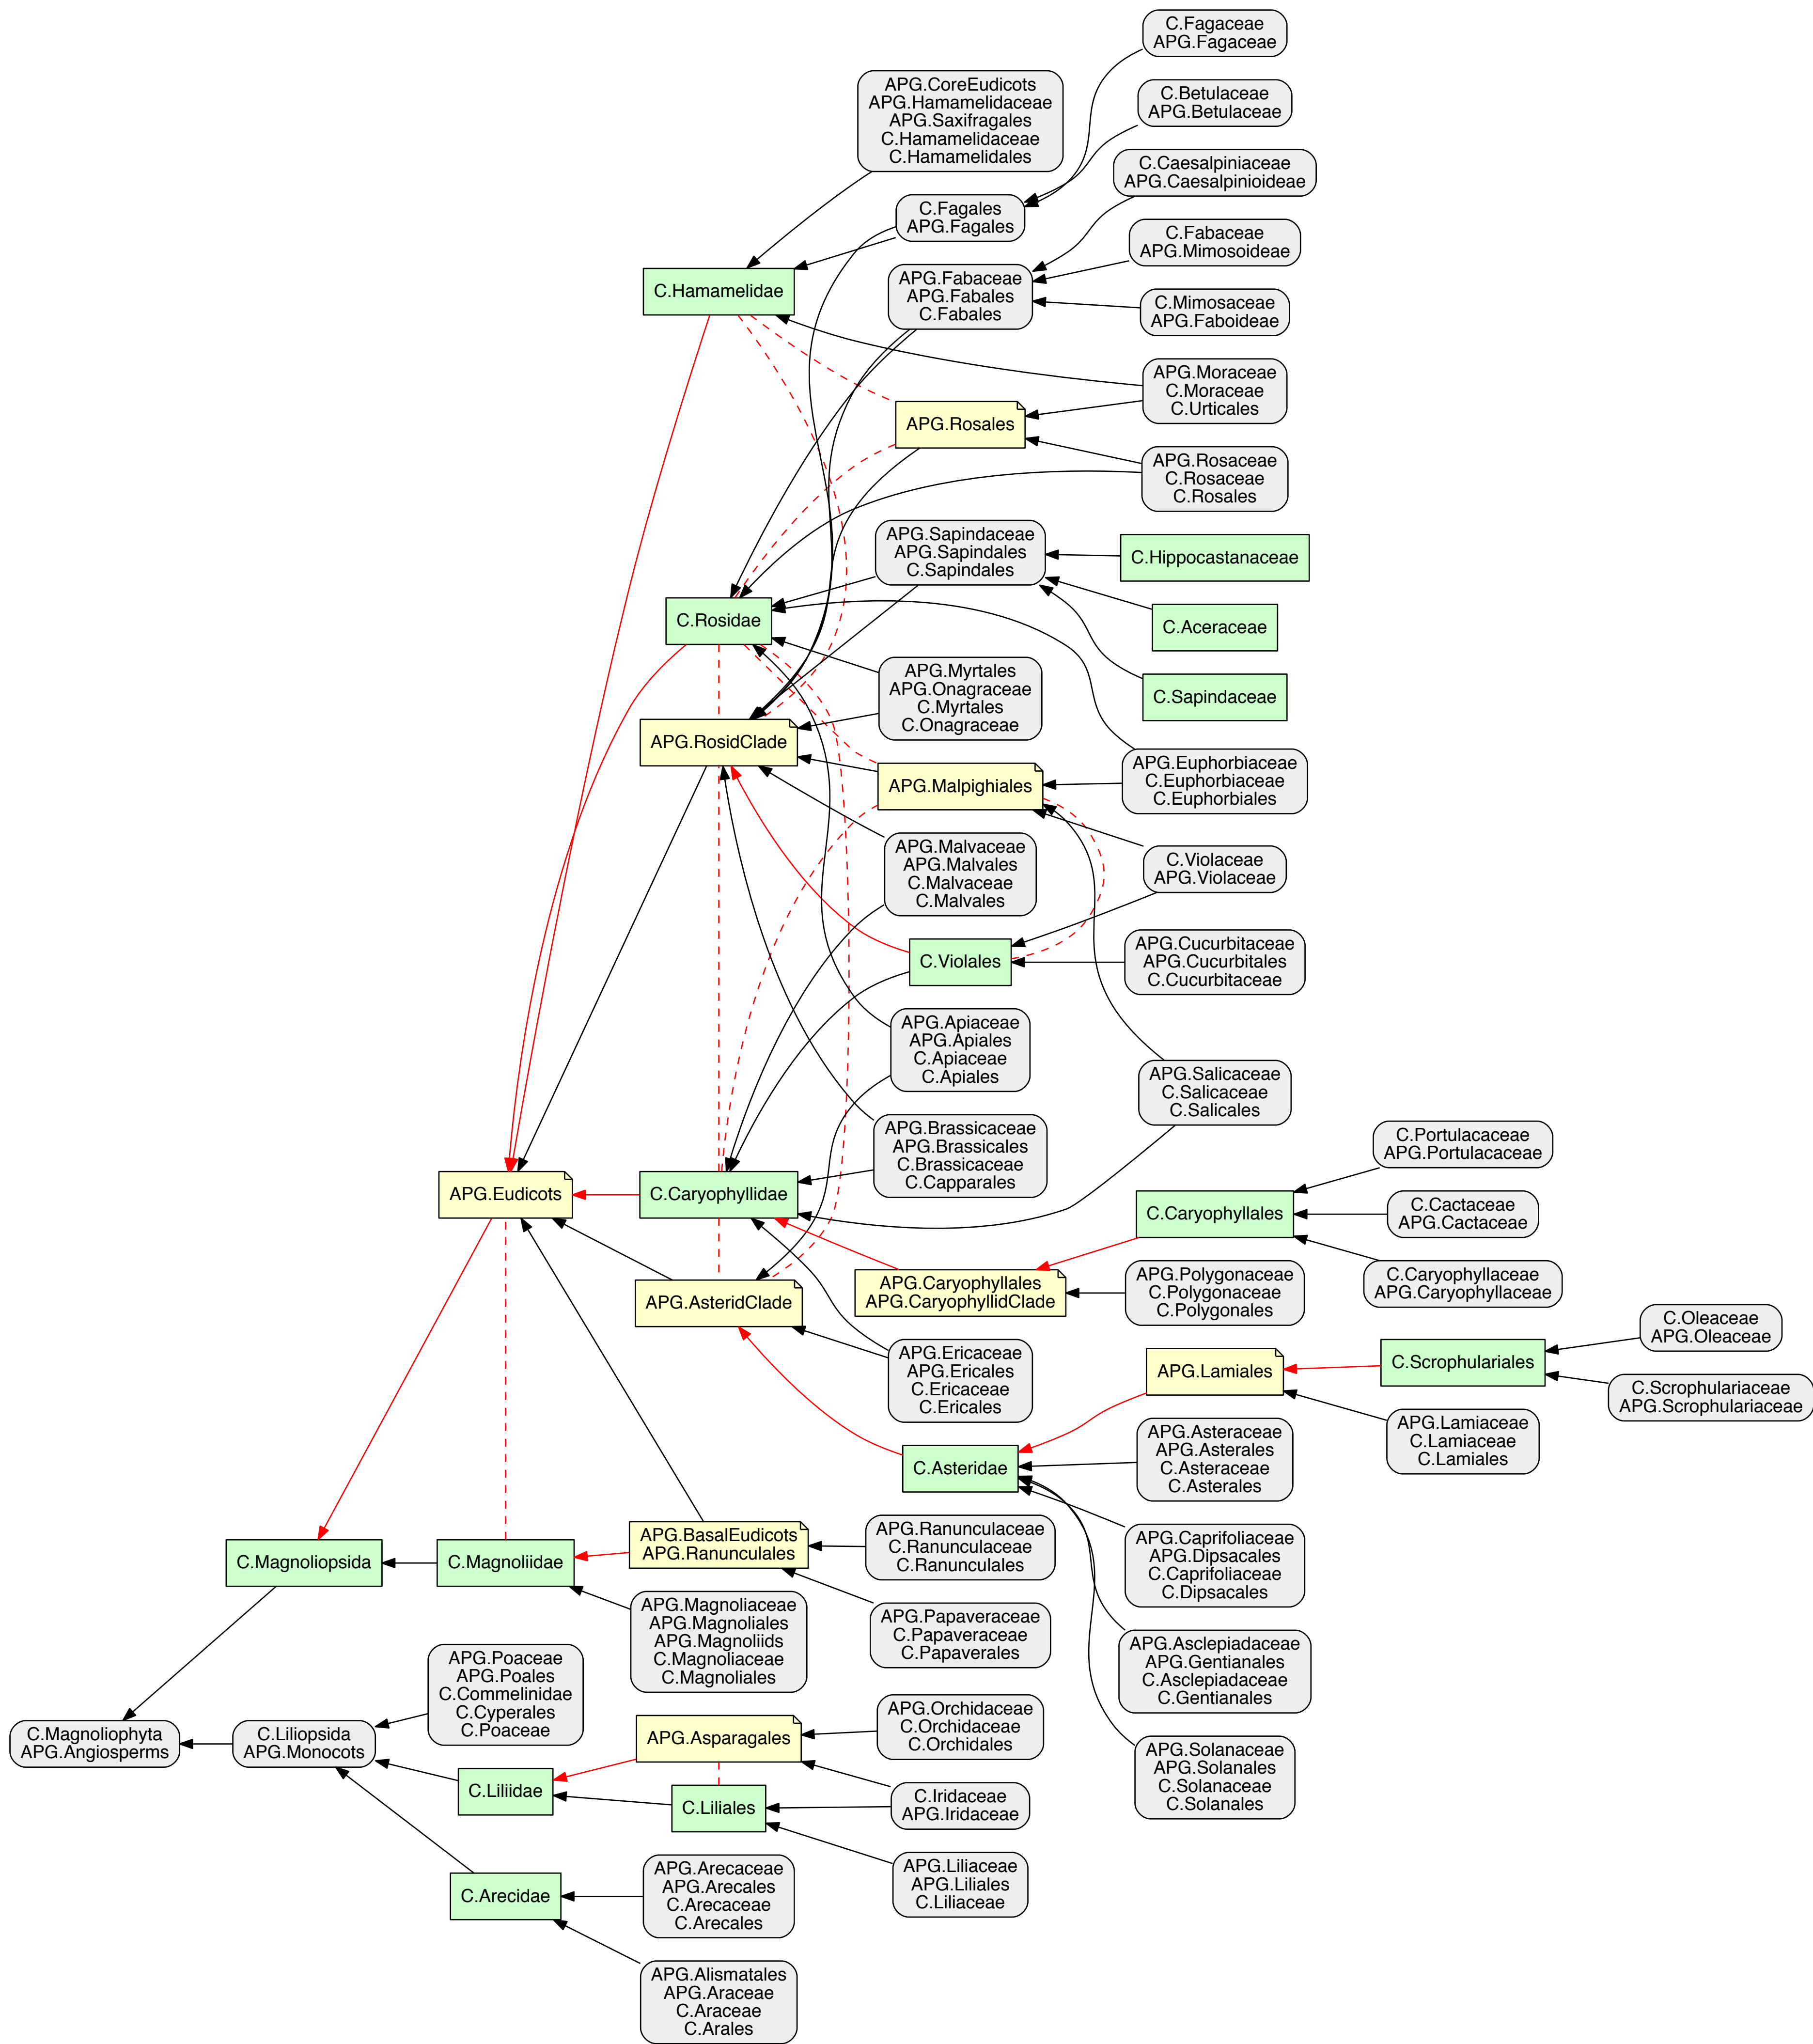 C.Fagaceae
APG.Fagaceae
APG.CoreEudicots
APG.Hamamelidaceae
APG.Saxifragales
C.Hamamelidaceae
C.Hamamelidales
C.Betulaceae
APG.Betulaceae
C.Caesalpiniaceae
APG.Caesalpinioideae
C.Fagales
APG.Fagales
C.Fabaceae
APG.Mimosoideae
C.Hamamelidae
APG.Fabaceae
APG.Fabales
C.Fabales
C.Mimosaceae
APG.Faboideae
APG.Moraceae
C.Moraceae
C.Urticales
APG.Rosales
APG.Rosaceae
C.Rosaceae
C.Rosales
APG.Sapindaceae
APG.Sapindales
C.Sapindales
C.Hippocastanaceae
C.Rosidae
C.Aceraceae
APG.Myrtales
APG.Onagraceae
C.Myrtales
C.Onagraceae
C.Sapindaceae
APG.RosidClade
APG.Malpighiales
APG.Euphorbiaceae
C.Euphorbiaceae
C.Euphorbiales
APG.Malvaceae
APG.Malvales
C.Malvaceae
C.Malvales
C.Violaceae
APG.Violaceae
C.Violales
APG.Cucurbitaceae
APG.Cucurbitales
C.Cucurbitaceae
APG.Apiaceae
APG.Apiales
C.Apiaceae
C.Apiales
APG.Salicaceae
C.Salicaceae
C.Salicales
APG.Brassicaceae
APG.Brassicales
C.Brassicaceae
C.Capparales
C.Portulacaceae
APG.Portulacaceae
APG.Eudicots
C.Caryophyllidae
C.Caryophyllales
C.Cactaceae
APG.Cactaceae
APG.AsteridClade
APG.Caryophyllales
APG.CaryophyllidClade
APG.Polygonaceae
C.Polygonaceae
C.Polygonales
C.Caryophyllaceae
APG.Caryophyllaceae
C.Oleaceae
APG.Oleaceae
APG.Ericaceae
APG.Ericales
C.Ericaceae
C.Ericales
APG.Lamiales
C.Scrophulariales
C.Scrophulariaceae
APG.Scrophulariaceae
APG.Lamiaceae
C.Lamiaceae
C.Lamiales
C.Asteridae
APG.Asteraceae
APG.Asterales
C.Asteraceae
C.Asterales
C.Magnoliopsida
C.Magnoliidae
APG.BasalEudicots
APG.Ranunculales
APG.Ranunculaceae
C.Ranunculaceae
C.Ranunculales
APG.Caprifoliaceae
APG.Dipsacales
C.Caprifoliaceae
C.Dipsacales
APG.Magnoliaceae
APG.Magnoliales
APG.Magnoliids
C.Magnoliaceae
C.Magnoliales
APG.Papaveraceae
C.Papaveraceae
C.Papaverales
APG.Asclepiadaceae
APG.Gentianales
C.Asclepiadaceae
C.Gentianales
APG.Poaceae
APG.Poales
C.Commelinidae
C.Cyperales
C.Poaceae
C.Magnoliophyta
APG.Angiosperms
C.Liliopsida
APG.Monocots
APG.Asparagales
APG.Orchidaceae
C.Orchidaceae
C.Orchidales
APG.Solanaceae
APG.Solanales
C.Solanaceae
C.Solanales
C.Liliidae
C.Liliales
C.Iridaceae
APG.Iridaceae
C.Arecidae
APG.Arecaceae
APG.Arecales
C.Arecaceae
C.Arecales
APG.Liliaceae
APG.Liliales
C.Liliaceae
APG.Alismatales
APG.Araceae
C.Araceae
C.Arales